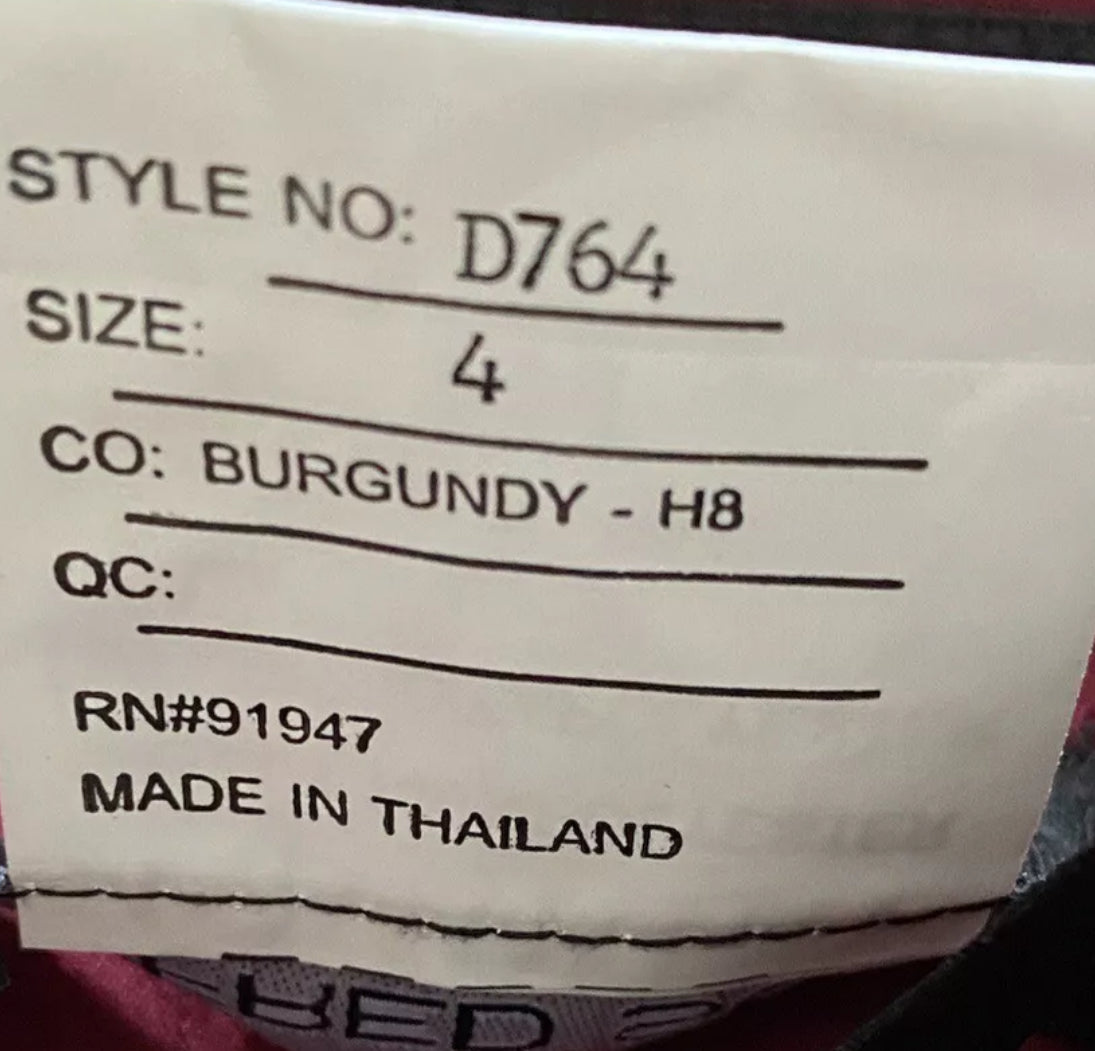 STYLE NO: D764
SIZE: 4
CO: BURGUNDY - H8
QC:
RN#91947
MADE IN THAILAND